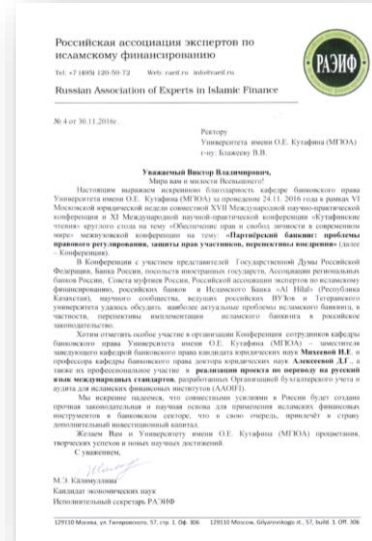 Российская ассоциация экспертов по
исламскому финансированию
РАЭИФ
Tel: +7 (495) 120-50-72 Web: raeif.ru info@raeif.ru
Russian Association of Experts in Islamic Finance
№ 4 от 30.11.2016г.
Ректору
Университета имени О.Е. Кутафина (МГЮА)
г-ну. Блажееву В.В.
Уважаемый Виктор Владимирович,
Мира вам и милости Всевышнего!
Настоящим выражаем искреннюю благодарность кафедре банковского права
Университета имени О.Е. Кутафина (МГЮА) за проведение 24.11. 2016 года в рамках VI
Московской юридической недели совместной XVII Международной научно-практической
конференции и XI Международной научно-практической конференции «Кутафинские
чтения» круглого стола на тему «Обеспечение прав и свобод личности в современном
мире» межвузовской конференции на тему: «Партнёрский банкинг: проблемы
правового регулирования, защиты прав участников, перспективы внедрения» (далее
– Конференция).
В Конференции с участием представителей Государственной Думы Российской
Федерации, Банка России, посольств иностранных государств, Ассоциации региональных
банков России, Совета муфтиев России, Российской ассоциации экспертов по исламскому
финансированию, российских банков и Исламского Банка «Al Hilal» (Республика
Казахстан), научного сообщества, ведущих российских ВУЗов и Тегеранского
университета удалось обсудить наиболее актуальные проблемы исламского банкинга, в
частности, перспективы имплементации исламского банкинга в российское
законодательство.
Хотим отметить особое участие в организации Конференции сотрудников кафедры
банковского права Университета имени О.Е. Кутафина (МГЮА) – заместителя
заведующего кафедрой банковского права кандидата юридических наук Михеевой И.Е. и
профессора кафедры банковского права доктора юридических наук Алексеевой Д.Г., а
также их профессиональное участие в реализации проекта по переводу на русский
язык международных стандартов, разработанных Организацией бухгалтерского учета и
аудита для исламских финансовых институтов (ААОІFІ).
Мы искренне надеемся, что совместными усилиями в России будет создана
прочная законодательная и научная основа для применения исламских финансовых
инструментов в банковском секторе, что в свою очередь, привлечёт в страну
дополнительный инвестиционный капитал.
Желаем Вам и Университету имени О.Е. Кутафина (МГЮА) процветания,
творческих успехов и новых научных достижений.
С уважением,
М.Э. Калимуллина
Кандидат экономических наук
Исполнительный секретарь РАЭИФ
129110 Москва, ул. Гиляровского, 57, стр. 1. Оф. 306 129110 Moscow, Gilyarovskogo st., 57, build. 1. Off. 306